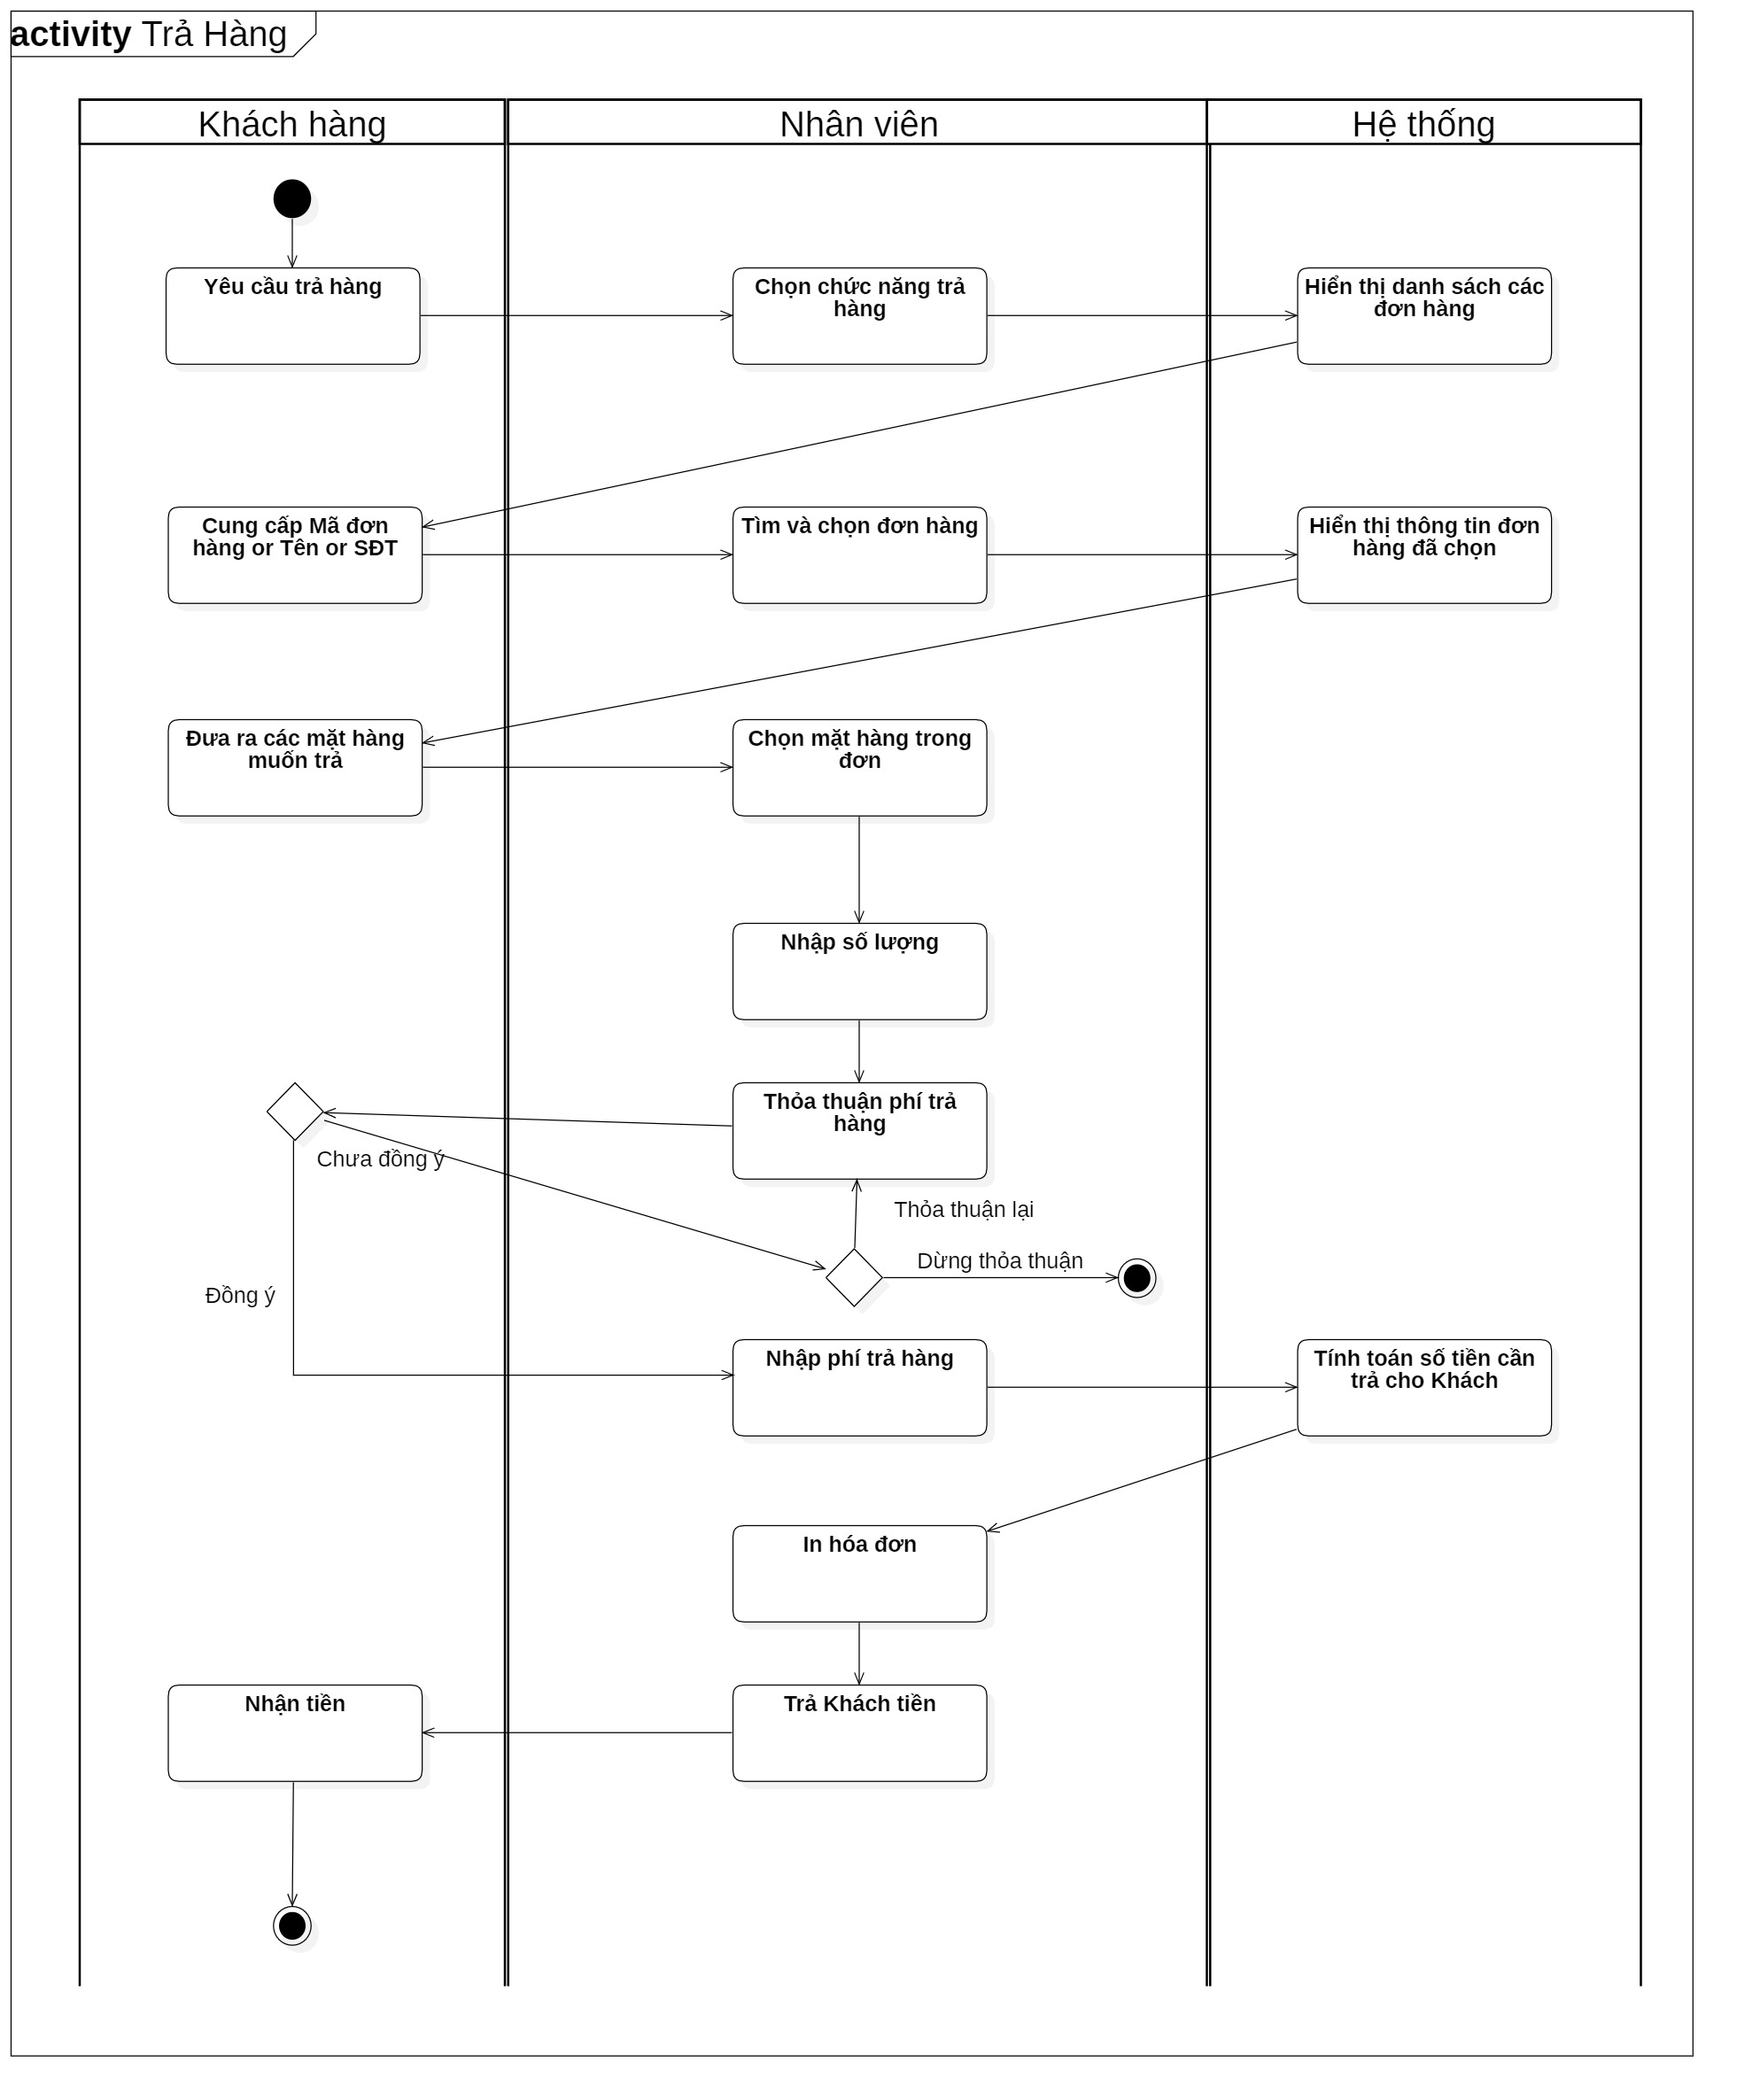 activity Trả Hàng
Khách hàng
Nhân viên
Hệ thống
Yêu cầu trả hàng
Chọn chức năng trả
hàng
Hiển thị danh sách các
đơn hàng
Cung cấp Mã đơn
hàng or Tên or SĐT
Tìm và chọn đơn hàng
Hiển thị thông tin đơn
hàng đã chọn
Đưa ra các mặt hàng
muốn trả
Chọn mặt hàng trong
đơn
Nhập số lượng
Thỏa thuận phí trả
hàng
Chưa đồng ý
Thỏa thuận lại
Dừng thỏa thuận
Đồng ý
Nhập phí trả hàng
Tính toán số tiền cần
trả cho Khách
In hóa đơn
Nhận tiền
Trả Khách tiền